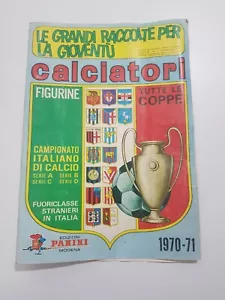 LE GRANDI RACCOLTE PER
LA GIOVENTÙ
calciatori
FIGURINE
TUTTE LE
COPPE
CAMPIONATO
ITALIANO
DI CALCIO
SERIE A SERIE B
SERIE C SERIE D
FUORICLASSE
STRANIERI
IN ITALIA
1970-71
EDIZIONI
PANINI
MODENA